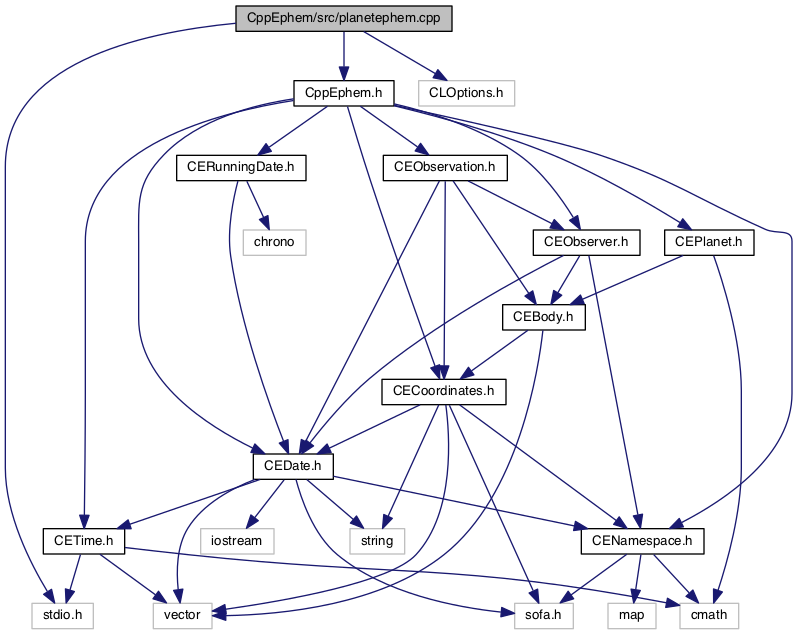 CppEphem/src/planetephem.cpp
CppEphem.h
CLOptions.h
CERunningDate.h
CEObservation.h
chrono
CEObserver.h
CEPlanet.h
CEBody.h
CECoordinates.h
CEDate.h
CETime.h
iostream
string
CENamespace.h
stdio.h
vector
sofa.h
map
cmath